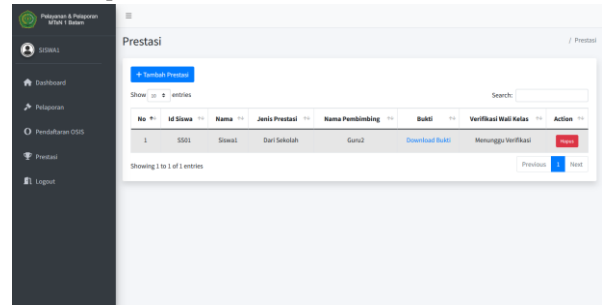 Pelayanan & Pelaporan
MTsN 1 Batam
SISWA1
Dashboard
Pelaporan
Pendaftaran OSIS
Prestasi
Logout
Prestasi
/ Prestasi
+ Tambah Prestasi
Show 10 entries
Search:
No Id Siswa Nama Jenis Prestasi Nama Pembimbing Bukti Verifikasi Wali Kelas Action
1 SS01 Siswa1 Dari Sekolah Guru2 Download Bukti Menunggu Verifikasi Hapus
Showing 1 to 1 of 1 entries
Previous 1 Next